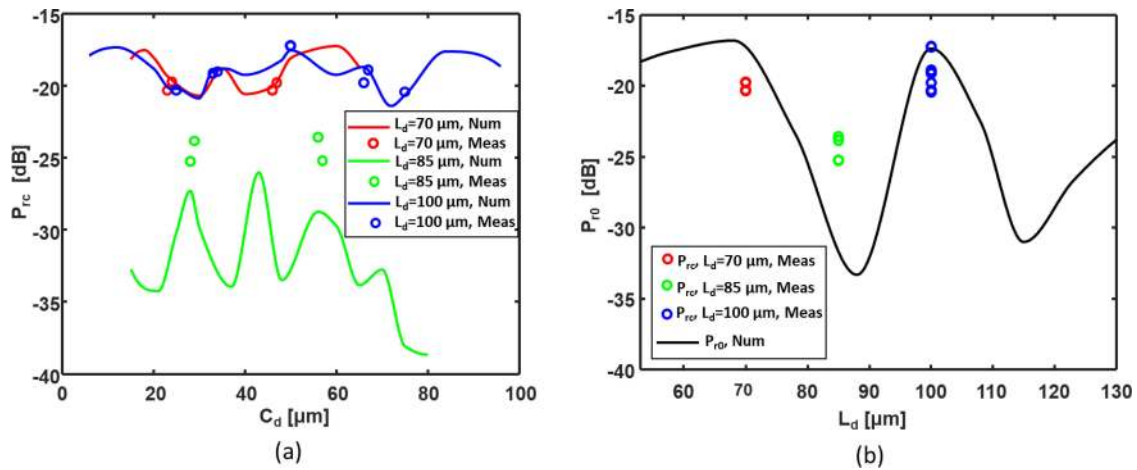 -15
-20
-25
-30
-35
-40
P_rc [dB]
L_d=70 μm, Num
L_d=70 μm, Meas
L_d=85 μm, Num
L_d=85 μm, Meas
L_d=100 μm, Num
L_d=100 μm, Meas
0 20 40 60 80 100
C_d [μm]
(a)
-15
-20
-25
-30
-35
-40
P_r0 [dB]
P_rc, L_d=70 μm, Meas
P_rc, L_d=85 μm, Meas
P_rc, L_d=100 μm, Meas
P_r0, Num
60 70 80 90 100 110 120 130
L_d [μm]
(b)